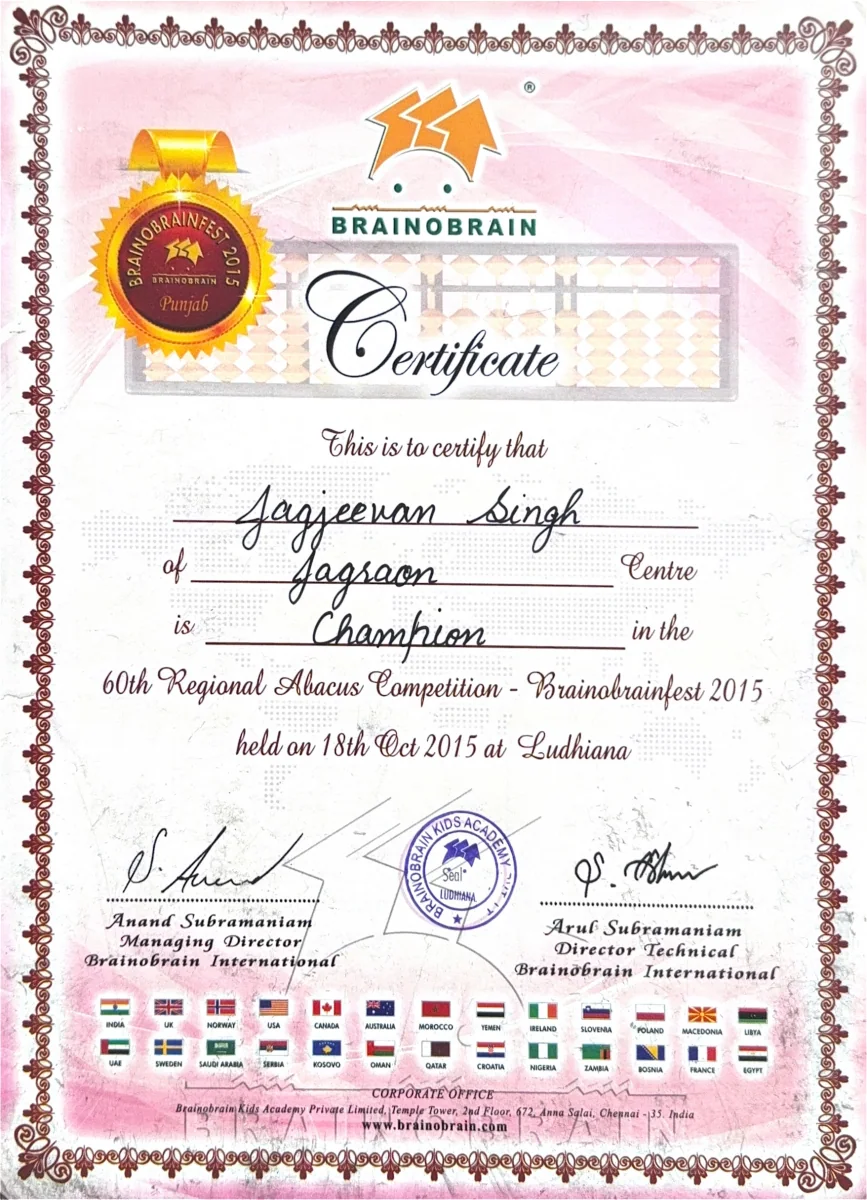 ®
BRAINOBRAIN
BRAINOBRAINFEST 2015
BRAINOBRAIN
Punjab
Certificate
This is to certify that
Jagjeevan Singh
of Jagraon Centre
is Champion in the
60th Regional Abacus Competition - Brainobrainfest 2015
held on 18th Oct 2015 at Ludhiana
BRAINOBRAIN KIDS ACADEMY
Seal
LUDHIANA
S. Anand
Anand Subramaniam
Managing Director
Brainobrain International
Arul Subramaniam
Director Technical
Brainobrain International
INDIA UK NORWAY USA CANADA AUSTRALIA MOROCCO YEMEN IRELAND SLOVENIA POLAND MACEDONIA LIBYA
UAE SWEDEN SAUDI ARABIA SERBIA KOSOVO OMAN QATAR CROATIA NIGERIA ZAMBIA BOSNIA FRANCE EGYPT
CORPORATE OFFICE
Brainobrain Kids Academy Private Limited, Temple Tower, 2nd Floor, 672, Anna Salai, Chennai - 35. India
www.brainobrain.com
BRAINOBRAIN